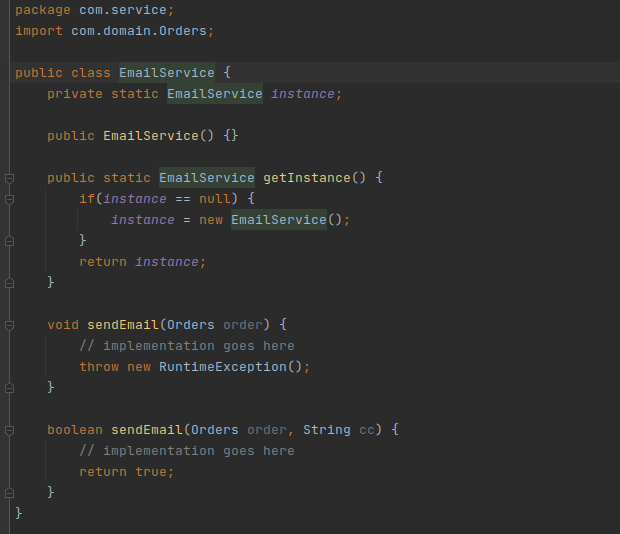 package com.service;
import com.domain.Orders;
public class EmailService {
private static EmailService instance;
public EmailService() {}
public static EmailService getInstance() {
if(instance == null) {
instance = new EmailService();
}
return instance;
}
void sendEmail(Orders order) {
// implementation goes here
throw new RuntimeException();
}
boolean sendEmail(Orders order, String cc) {
// implementation goes here
return true;
}
}